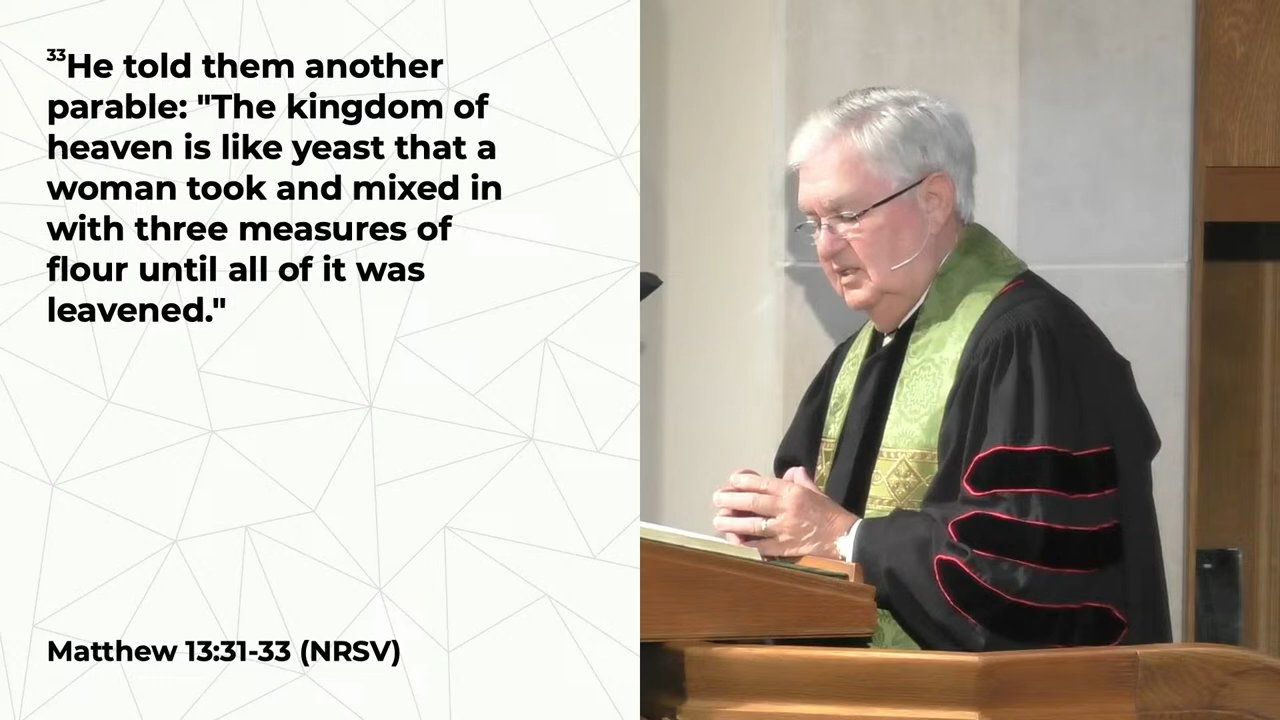 ³³He told them another
parable: "The kingdom of
heaven is like yeast that a
woman took and mixed in
with three measures of
flour until all of it was
leavened."
Matthew 13:31-33 (NRSV)